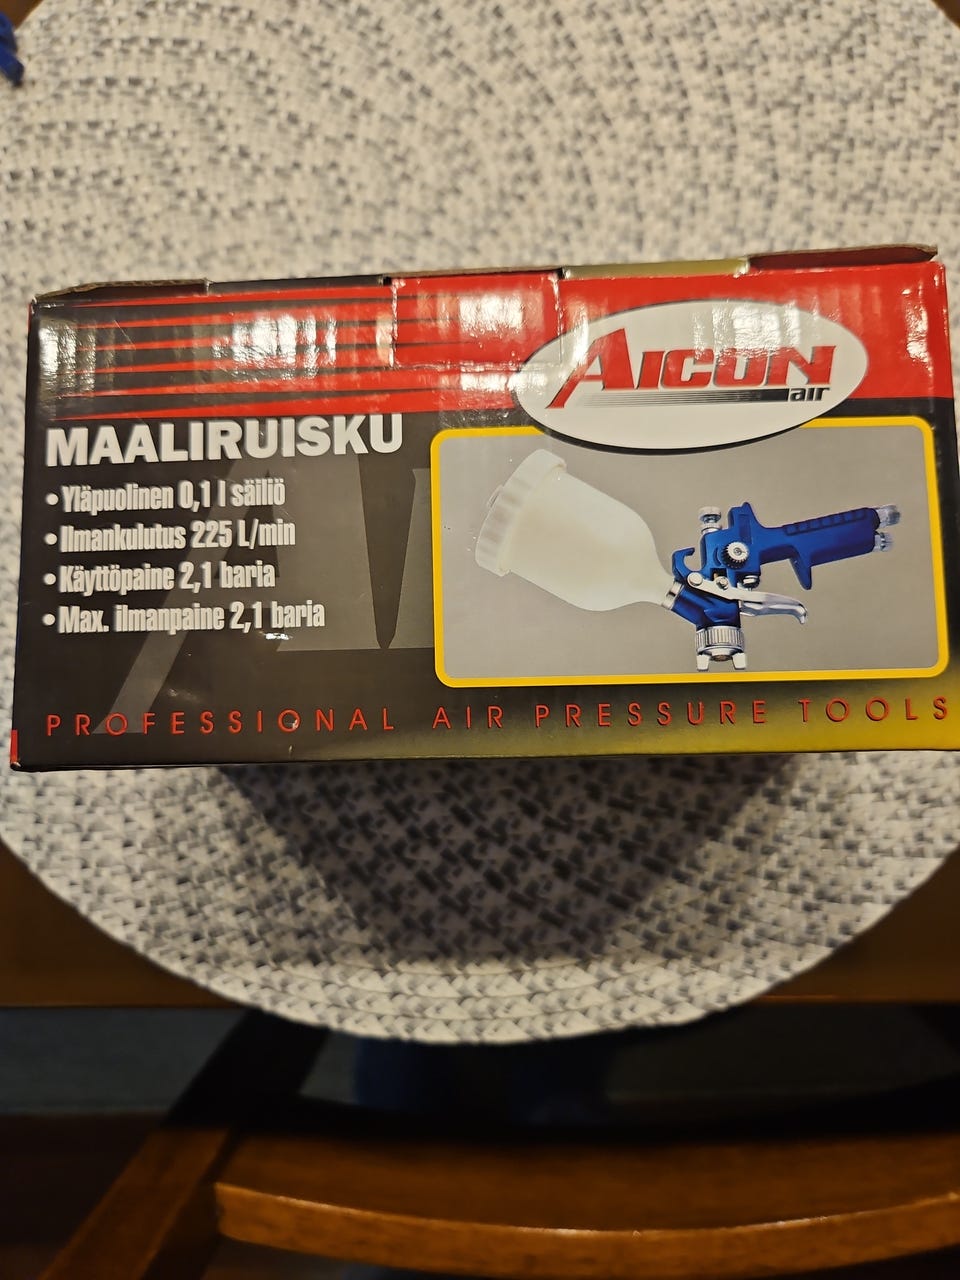 AICON
air
MAALIRUISKU
•Yläpuolinen 0,1 l säiliö
•Ilmankulutus 225 L/min
•Käyttöpaine 2,1 baria
•Max. ilmanpaine 2,1 baria
PROFESSIONAL AIR PRESSURE TOOLS